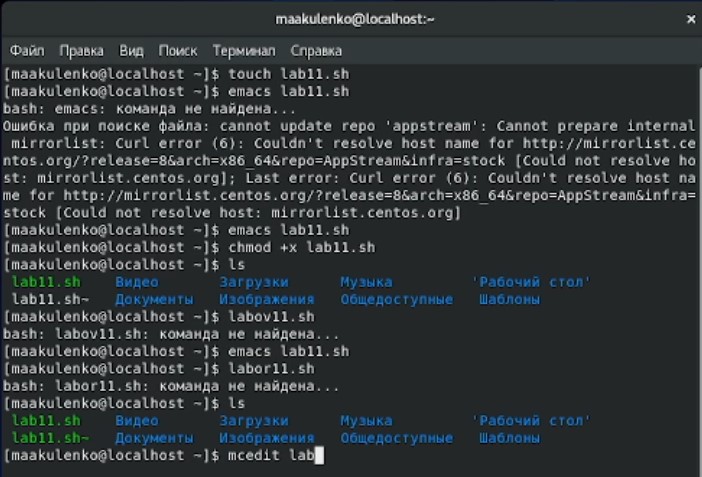 maakulenko@localhost:~
Файл Правка Вид Поиск Терминал Справка
[maakulenko@localhost ~]$ touch lab11.sh
[maakulenko@localhost ~]$ emacs lab11.sh
bash: emacs: команда не найдена...
Ошибка при поиске файла: cannot update repo 'appstream': Cannot prepare internal
mirrorlist: Curl error (6): Couldn't resolve host name for http://mirrorlist.ce
ntos.org/?release=8&arch=x86_64&repo=AppStream&infra=stock [Could not resolve ho
st: mirrorlist.centos.org]; Last error: Curl error (6): Couldn't resolve host na
me for http://mirrorlist.centos.org/?release=8&arch=x86_64&repo=AppStream&infra=
stock [Could not resolve host: mirrorlist.centos.org]
[maakulenko@localhost ~]$ emacs lab11.sh
[maakulenko@localhost ~]$ chmod +x lab11.sh
[maakulenko@localhost ~]$ ls
lab11.sh Видео Загрузки Музыка 'Рабочий стол'
lab11.sh~ Документы Изображения Общедоступные Шаблоны
[maakulenko@localhost ~]$ labov11.sh
bash: labov11.sh: команда не найдена...
[maakulenko@localhost ~]$ emacs lab11.sh
[maakulenko@localhost ~]$ labor11.sh
bash: labor11.sh: команда не найдена...
[maakulenko@localhost ~]$ ls
lab11.sh Видео Загрузки Музыка 'Рабочий стол'
lab11.sh~ Документы Изображения Общедоступные Шаблоны
[maakulenko@localhost ~]$ mcedit lab